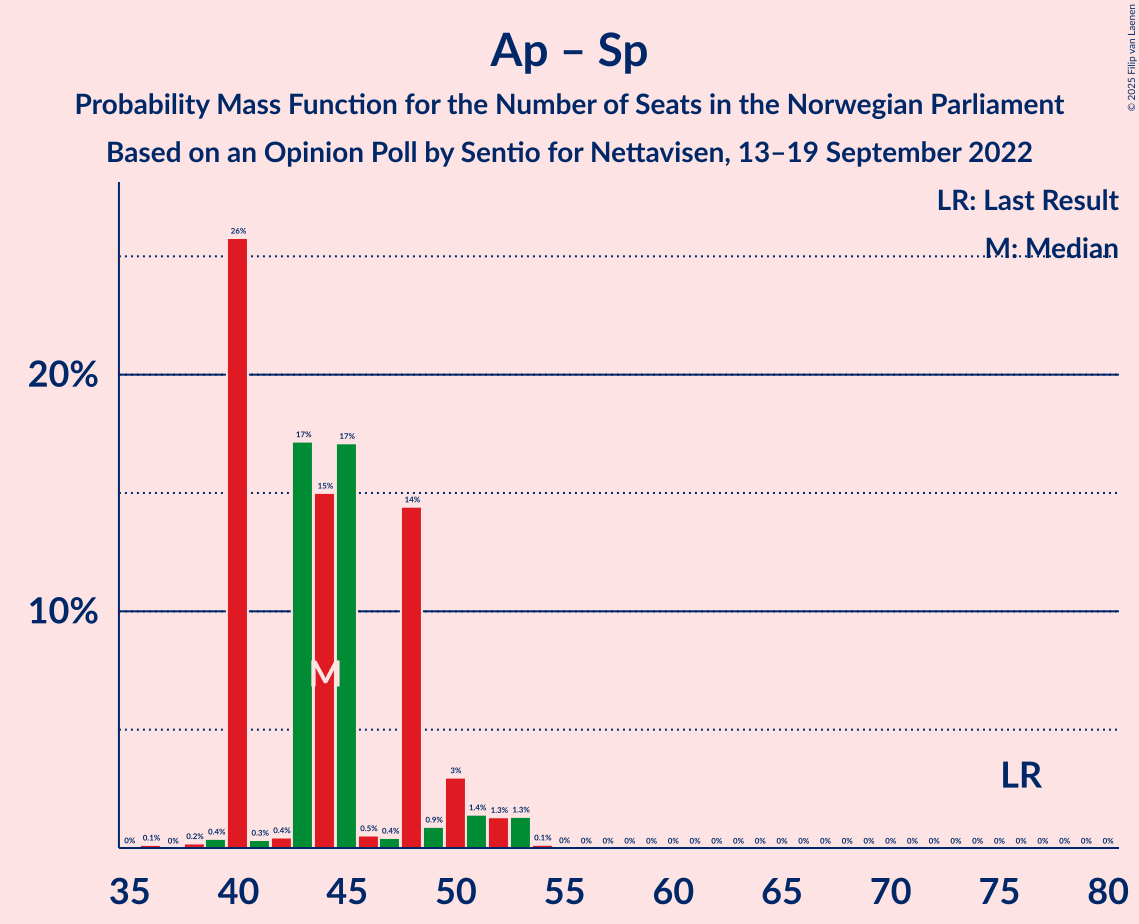 © 2025 Filip van Laenen
Ap – Sp
Probability Mass Function for the Number of Seats in the Norwegian Parliament
Based on an Opinion Poll by Sentio for Nettavisen, 13–19 September 2022
LR: Last Result
M: Median
26%
20%
17% 17%
15% 14%
10%
M
LR
3%
0% 0.1% 0% 0.2% 0.4% 0.3% 0.4% 0.5% 0.4% 0.9% 1.4% 1.3% 1.3% 0.1% 0% 0% 0% 0% 0% 0% 0% 0% 0% 0% 0% 0% 0% 0% 0% 0% 0% 0% 0% 0% 0% 0% 0% 0% 0% 0%
35 40 45 50 55 60 65 70 75 80